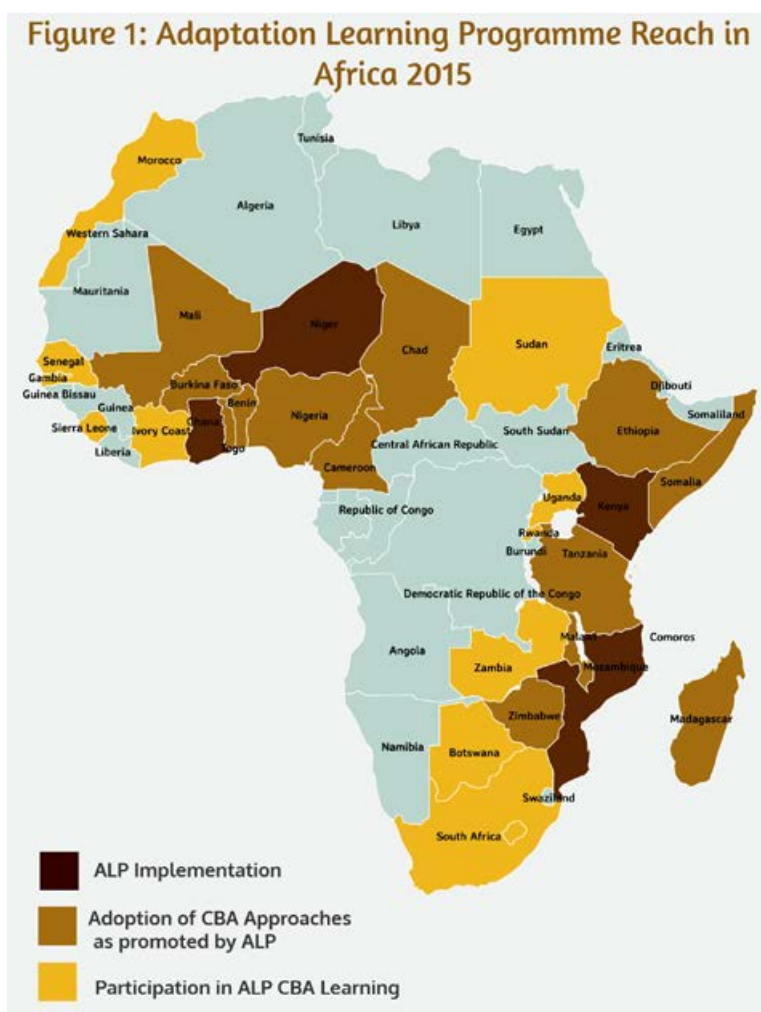 Figure 1: Adaptation Learning Programme Reach in
Africa 2015
Tunisia
Morocco
Algeria
Libya
Egypt
Western Sahara
Mauritania
Mali
Niger
Chad
Sudan
Eritrea
Senegal
Gambia
Guinea Bissau
Guinea
Sierra Leone
Liberia
Ivory Coast
Burkina Faso
Ghana
Togo
Benin
Nigeria
Cameroon
Central African Republic
South Sudan
Djibouti
Somaliland
Ethiopia
Somalia
Uganda
Kenya
Republic of Congo
Rwanda
Burundi
Tanzania
Democratic Republic of the Congo
Angola
Zambia
Malawi
Mozambique
Comoros
Madagascar
Zimbabwe
Namibia
Botswana
Swaziland
South Africa
ALP Implementation
Adoption of CBA Approaches
as promoted by ALP
Participation in ALP CBA Learning